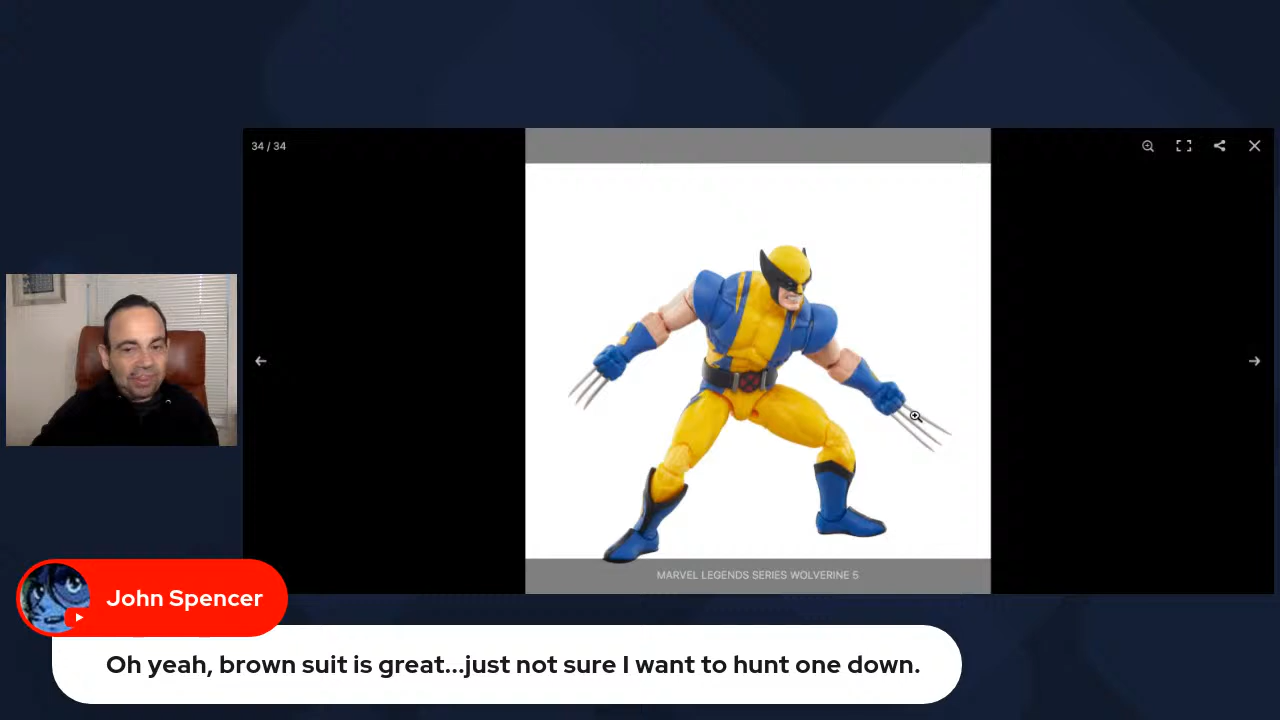 34 / 34
MARVEL LEGENDS SERIES WOLVERINE 5
John Spencer
Oh yeah, brown suit is great...just not sure I want to hunt one down.